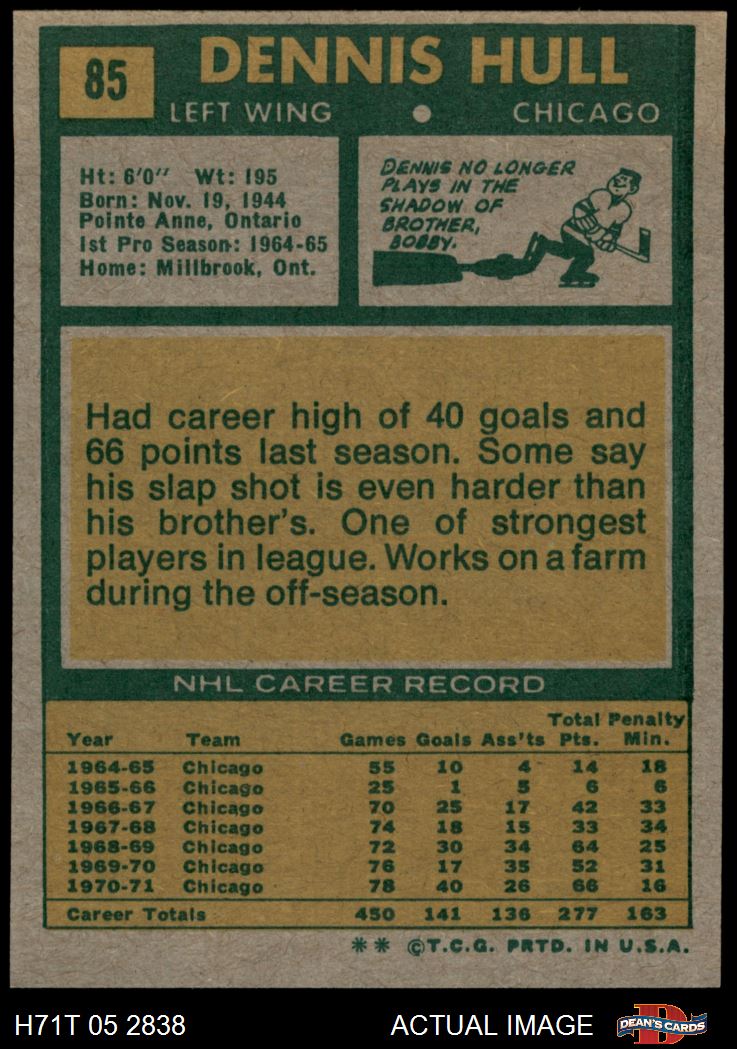 85
DENNIS HULL
LEFT WING • CHICAGO
Ht: 6'0" Wt: 195
Born: Nov. 19, 1944
Pointe Anne, Ontario
1st Pro Season: 1964-65
Home: Millbrook, Ont.
DENNIS NO LONGER
PLAYS IN THE
SHADOW OF
BROTHER,
BOBBY.
Had career high of 40 goals and
66 points last season. Some say
his slap shot is even harder than
his brother's. One of strongest
players in league. Works on a farm
during the off-season.
NHL CAREER RECORD
Total Penalty
Year Team Games Goals Ass'ts Pts. Min.
1964-65 Chicago 55 10 4 14 18
1965-66 Chicago 25 1 5 6 6
1966-67 Chicago 70 25 17 42 33
1967-68 Chicago 74 18 15 33 34
1968-69 Chicago 72 30 34 64 25
1969-70 Chicago 76 17 35 52 31
1970-71 Chicago 78 40 26 66 16
Career Totals 450 141 136 277 163
** ©T.C.G. PRTD. IN U.S.A.
H71T 05 2838 ACTUAL IMAGE D DEAN'S CARDS